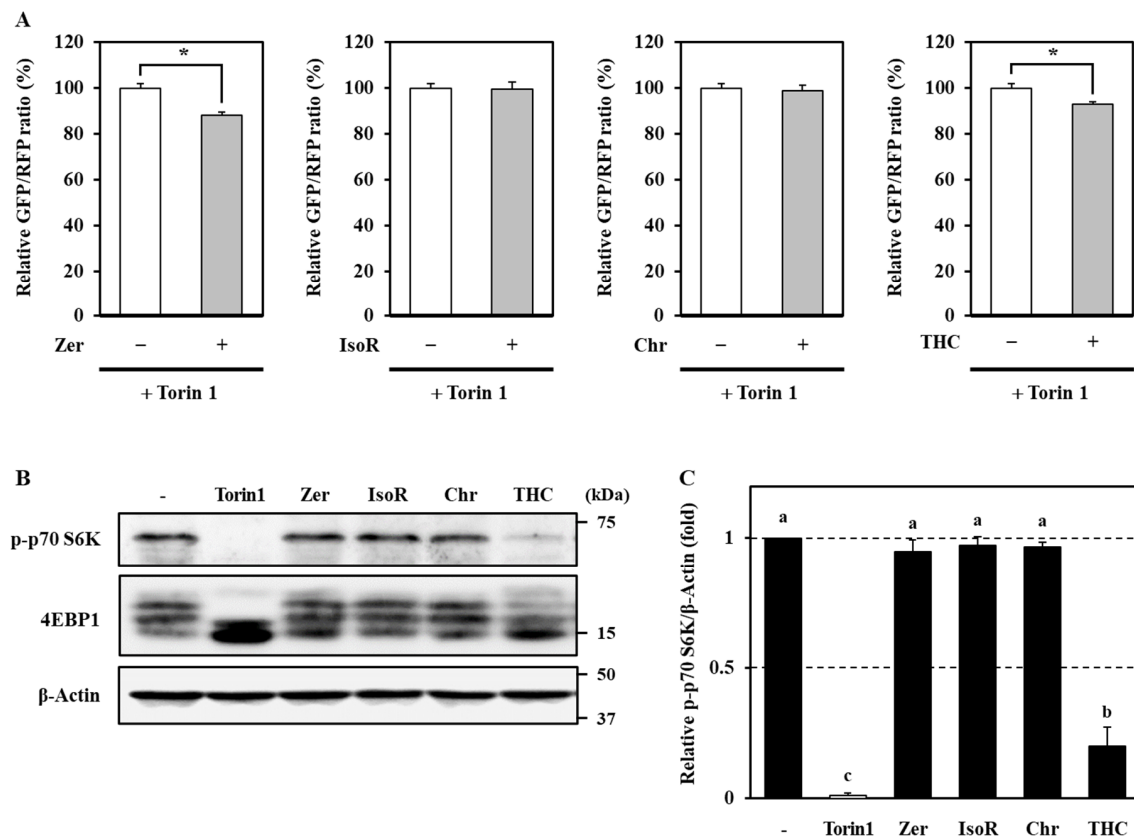 A
Relative GFP/RFP ratio (%)
120
100
80
60
40
20
0
*
Zer − +
+ Torin 1
Relative GFP/RFP ratio (%)
120
100
80
60
40
20
0
IsoR − +
+ Torin 1
Relative GFP/RFP ratio (%)
120
100
80
60
40
20
0
Chr − +
+ Torin 1
Relative GFP/RFP ratio (%)
120
100
80
60
40
20
0
*
THC − +
+ Torin 1
B
- Torin1 Zer IsoR Chr THC (kDa)
p-p70 S6K 75
4EBP1 15
β-Actin 50
37
C
Relative p-p70 S6K/β-Actin (fold)
1
0.5
0
a c a a a b
- Torin1 Zer IsoR Chr THC